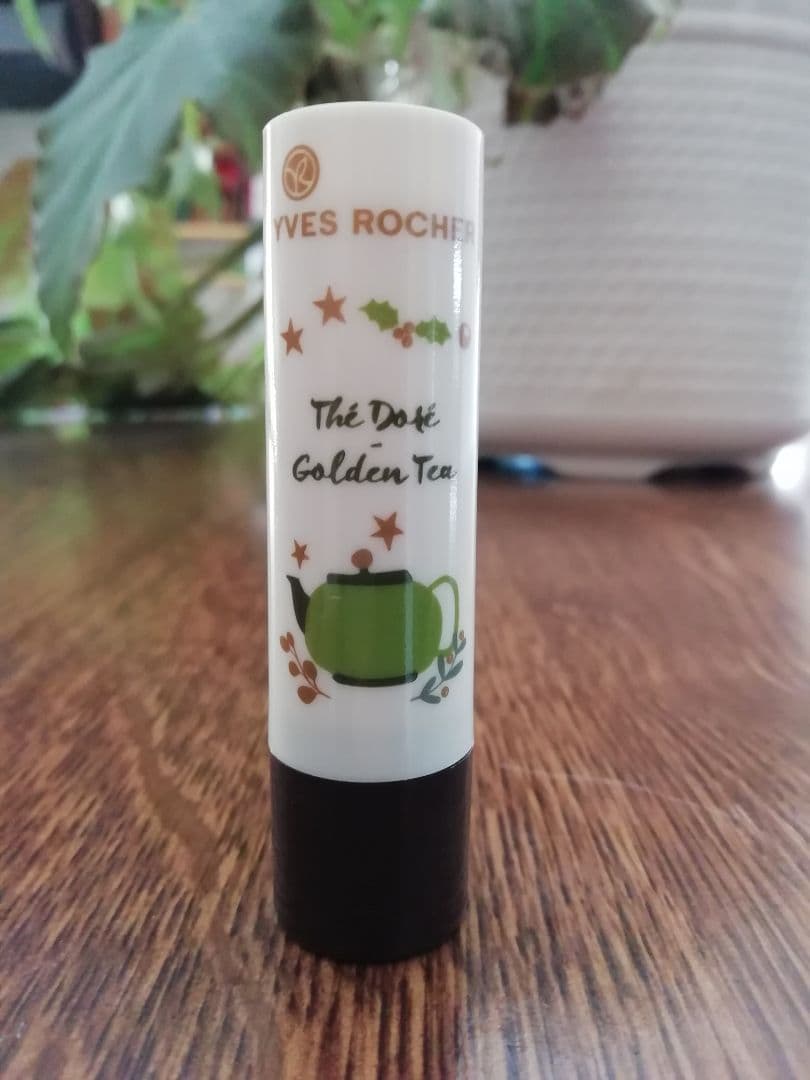 YVES ROCHER
Thé Doré
-
Golden Tea